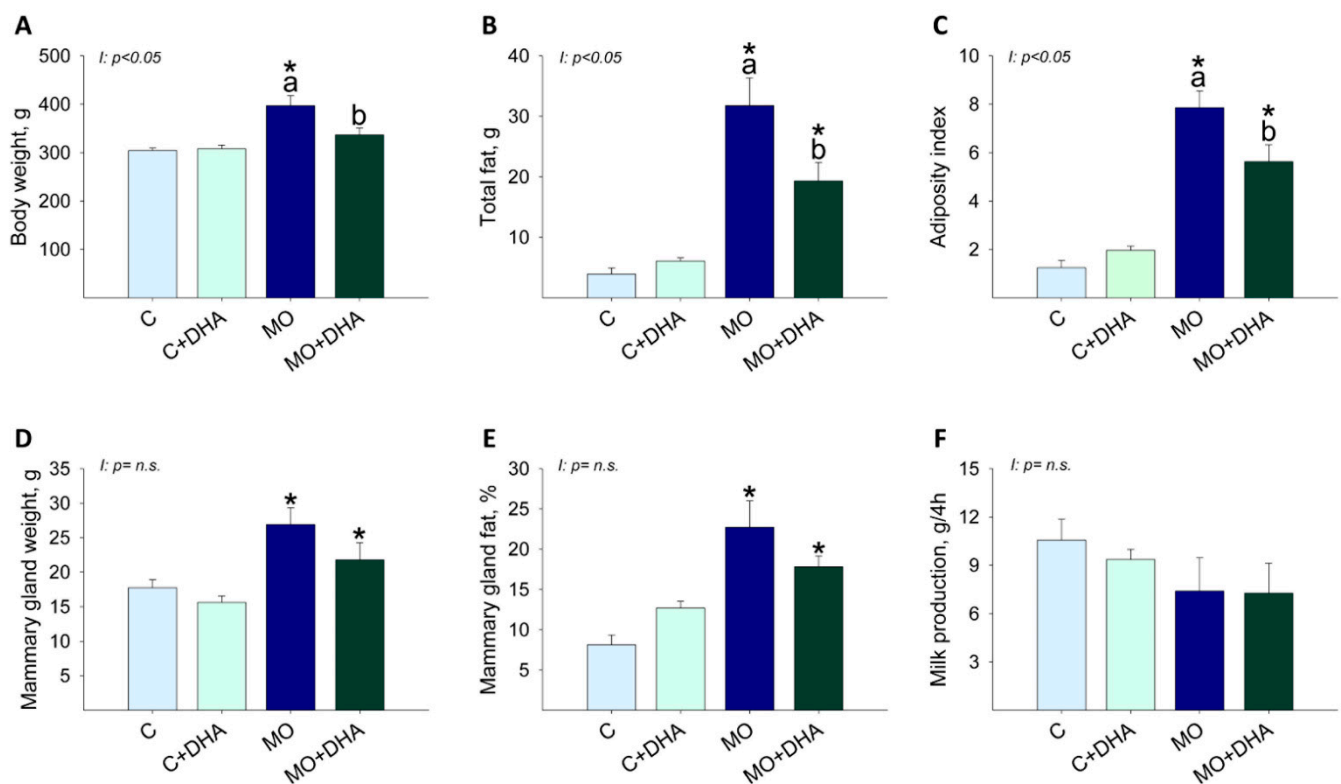 A
I: p<0.05
Body weight, g
500
400
300
200
100
*
a
b
C
C+DHA
MO
MO+DHA
B
I: p<0.05
Total fat, g
40
30
20
10
*
a
*
b
C
C+DHA
MO
MO+DHA
C
I: p<0.05
Adiposity index
10
8
6
4
2
*
a
*
b
C
C+DHA
MO
MO+DHA
D
I: p= n.s.
Mammary gland weight, g
35
30
25
20
15
10
5
*
*
C
C+DHA
MO
MO+DHA
E
I: p= n.s.
Mammary gland fat, %
30
25
20
15
10
5
*
*
C
C+DHA
MO
MO+DHA
F
I: p= n.s.
Milk production, g/4h
15
12
9
6
3
C
C+DHA
MO
MO+DHA